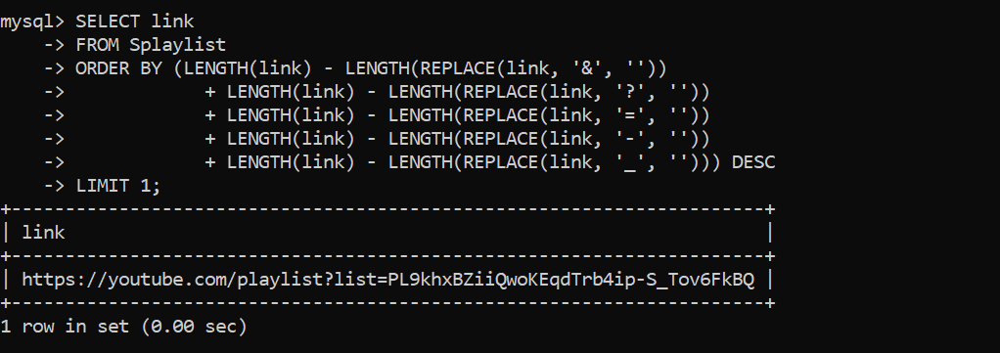 mysql> SELECT link
    -> FROM Splaylist
    -> ORDER BY (LENGTH(link) - LENGTH(REPLACE(link, '&', ''))
    ->           + LENGTH(link) - LENGTH(REPLACE(link, '?', ''))
    ->           + LENGTH(link) - LENGTH(REPLACE(link, '=', ''))
    ->           + LENGTH(link) - LENGTH(REPLACE(link, '-', ''))
    ->           + LENGTH(link) - LENGTH(REPLACE(link, '_', ''))) DESC
    -> LIMIT 1;
+----------------------------------------------------------------+
| link                                                           |
+----------------------------------------------------------------+
| https://youtube.com/playlist?list=PL9khxBZiiQwoKEqdTrb4ip-S_Tov6FkBQ |
+----------------------------------------------------------------+
1 row in set (0.00 sec)